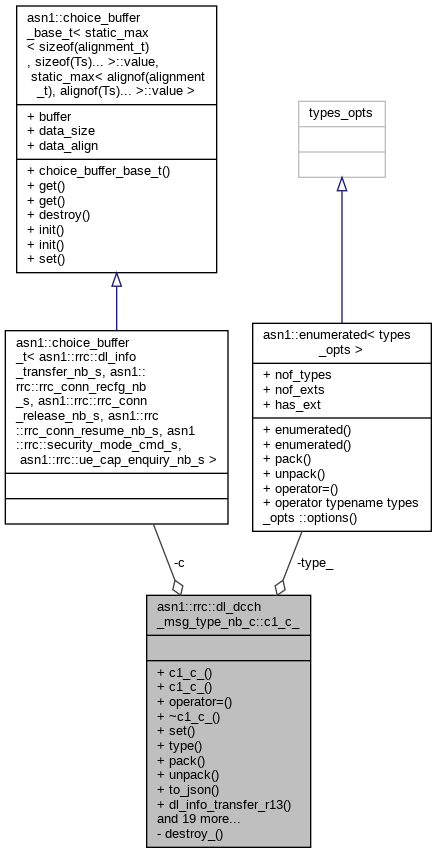 asn1::choice_buffer
_base_t< static_max
< sizeof(alignment_t)
, sizeof(Ts)... >::value,
static_max< alignof(alignment
_t), alignof(Ts)... >::value >
+ buffer
+ data_size
+ data_align
+ choice_buffer_base_t()
+ get()
+ get()
+ destroy()
+ init()
+ init()
+ set()
types_opts
asn1::choice_buffer
_t< asn1::rrc::dl_info
_transfer_nb_s, asn1::
rrc::rrc_conn_recfg_nb
_s, asn1::rrc::rrc_conn
_release_nb_s, asn1::rrc
::rrc_conn_resume_nb_s, asn1
::rrc::security_mode_cmd_s,
asn1::rrc::ue_cap_enquiry_nb_s >
asn1::enumerated< types
_opts >
+ nof_types
+ nof_exts
+ has_ext
+ enumerated()
+ enumerated()
+ pack()
+ unpack()
+ operator=()
+ operator typename types
_opts ::options()
-c
-type_
asn1::rrc::dl_dcch
_msg_type_nb_c::c1_c_
+ c1_c_()
+ c1_c_()
+ operator=()
+ ~c1_c_()
+ set()
+ type()
+ pack()
+ unpack()
+ to_json()
+ dl_info_transfer_r13()
and 19 more...
- destroy_()